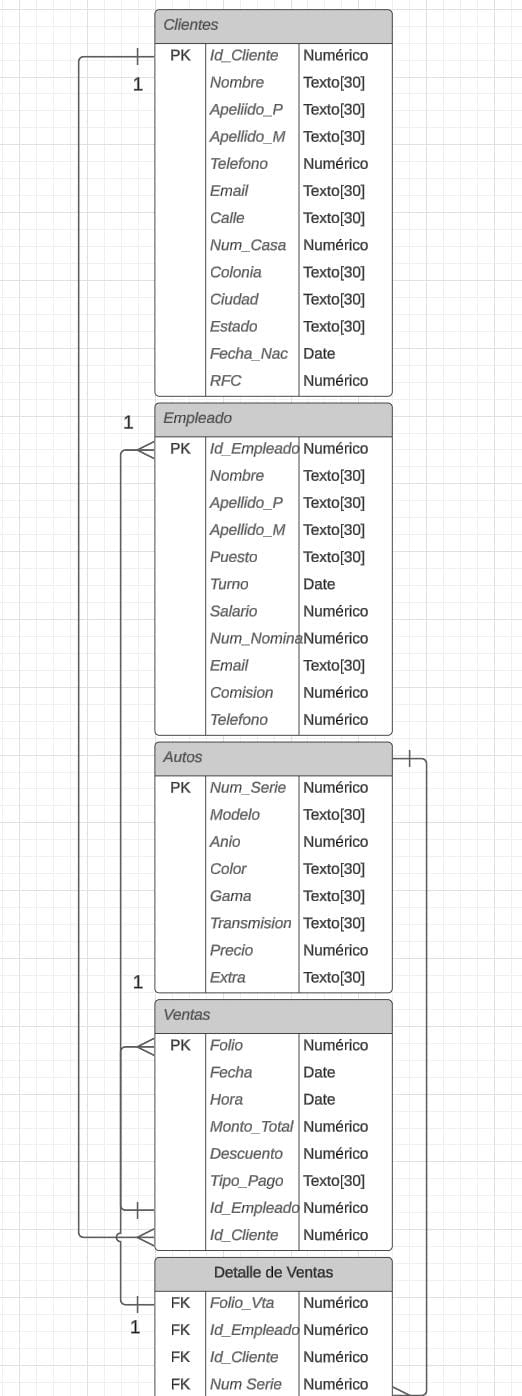 Clientes
PK Id_Cliente Numérico
1 Nombre Texto[30]
Apeliido_P Texto[30]
Apellido_M Texto[30]
Telefono Numérico
Email Texto[30]
Calle Texto[30]
Num_Casa Numérico
Colonia Texto[30]
Ciudad Texto[30]
Estado Texto[30]
Fecha_Nac Date
RFC Numérico
1 Empleado
PK Id_Empleado Numérico
Nombre Texto[30]
Apellido_P Texto[30]
Apellido_M Texto[30]
Puesto Texto[30]
Turno Date
Salario Numérico
Num_Nomina Numérico
Email Texto[30]
Comision Numérico
Telefono Numérico
Autos
PK Num_Serie Numérico
Modelo Texto[30]
Anio Numérico
Color Texto[30]
Gama Texto[30]
Transmision Texto[30]
Precio Numérico
1 Extra Texto[30]
Ventas
PK Folio Numérico
Fecha Date
Hora Date
Monto_Total Numérico
Descuento Numérico
Tipo_Pago Texto[30]
Id_Empleado Numérico
Id_Cliente Numérico
Detalle de Ventas
FK Folio_Vta Numérico
1 FK Id_Empleado Numérico
FK Id_Cliente Numérico
FK Num Serie Numérico